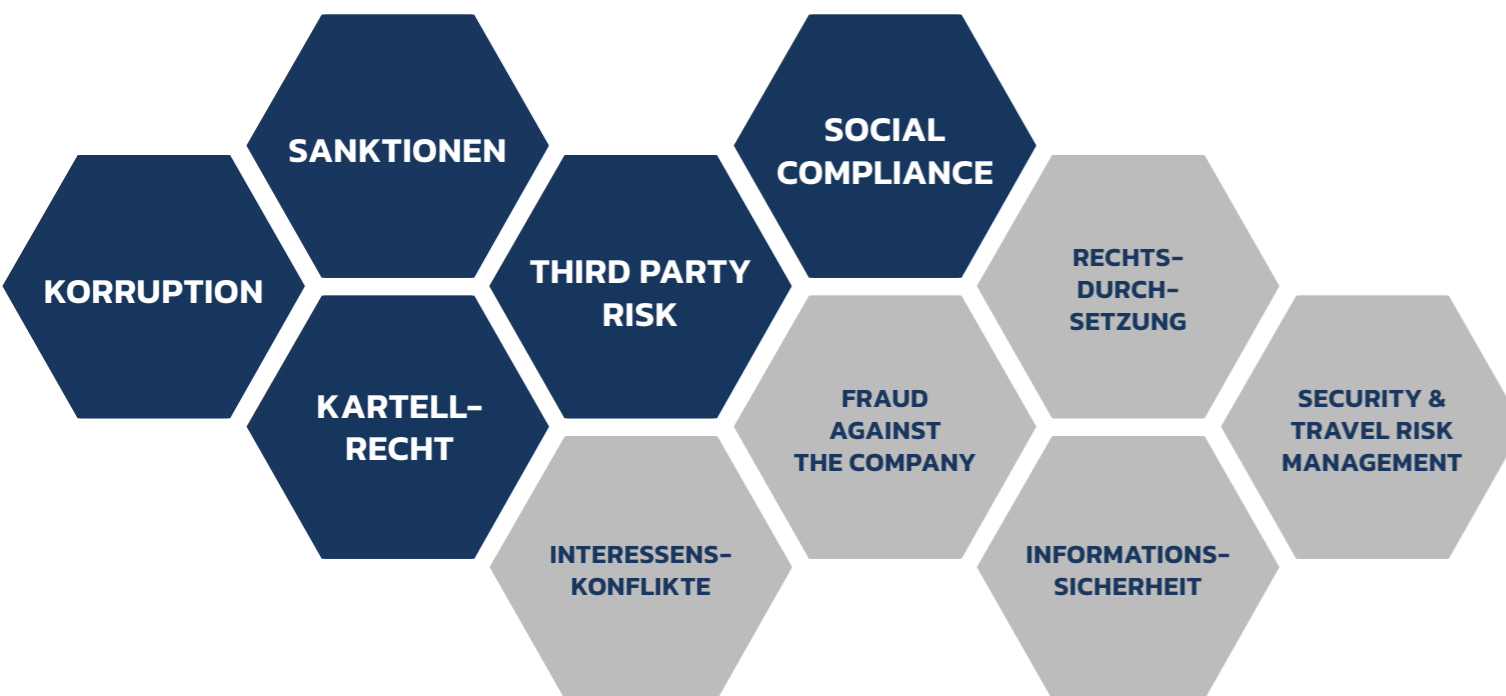 SANKTIONEN
SOCIAL
COMPLIANCE
KORRUPTION
THIRD PARTY
RISK
RECHTS-
DURCH-
SETZUNG
KARTELL-
RECHT
FRAUD
AGAINST
THE COMPANY
SECURITY &
TRAVEL RISK
MANAGEMENT
INTERESSENS-
KONFLIKTE
INFORMATIONS-
SICHERHEIT